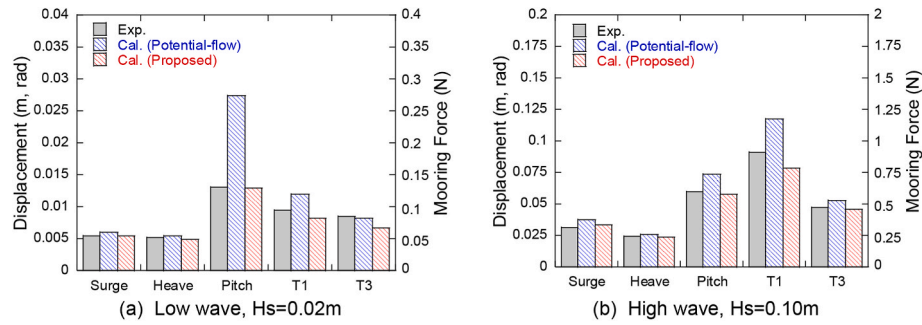 0.04
0.035
0.03
0.025
0.02
0.015
0.01
0.005
0
Displacement (m, rad)
Exp.
Cal. (Potential-flow)
Cal. (Proposed)
0.4
0.35
0.3
0.25
0.2
0.15
0.1
0.05
0
Mooring Force (N)
Surge Heave Pitch T1 T3
(a) Low wave, Hs=0.02m
0.2
0.175
0.15
0.125
0.1
0.075
0.05
0.025
0
Displacement (m, rad)
Exp.
Cal. (Potential-flow)
Cal. (Proposed)
2
1.75
1.5
1.25
1
0.75
0.5
0.25
0
Mooring Force (N)
Surge Heave Pitch T1 T3
(b) High wave, Hs=0.10m